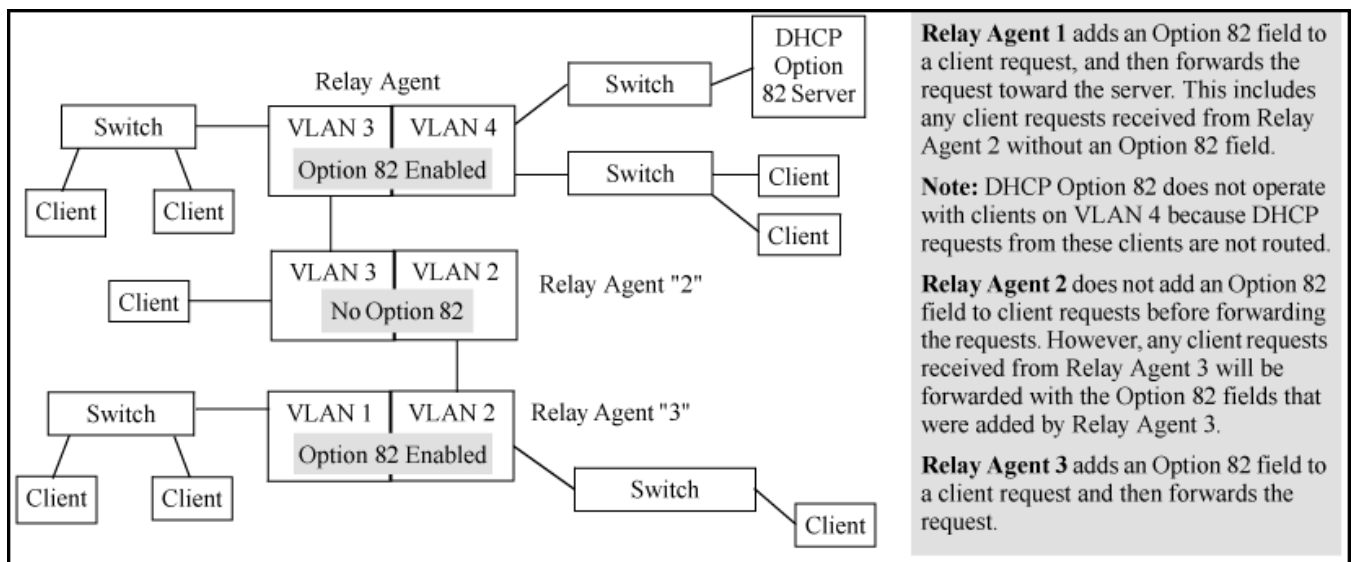 Relay Agent
DHCP
Option
82 Server
Switch
Switch
VLAN 3
VLAN 4
Option 82 Enabled
Client
Client
Switch
Client
Client
VLAN 3
VLAN 2
Relay Agent "2"
Client
No Option 82
Switch
VLAN 1
VLAN 2
Relay Agent "3"
Option 82 Enabled
Client
Client
Switch
Client
Relay Agent 1 adds an Option 82 field to
a client request, and then forwards the
request toward the server. This includes
any client requests received from Relay
Agent 2 without an Option 82 field.
Note: DHCP Option 82 does not operate
with clients on VLAN 4 because DHCP
requests from these clients are not routed.
Relay Agent 2 does not add an Option 82
field to client requests before forwarding
the requests. However, any client requests
received from Relay Agent 3 will be
forwarded with the Option 82 fields that
were added by Relay Agent 3.
Relay Agent 3 adds an Option 82 field to
a client request and then forwards the
request.